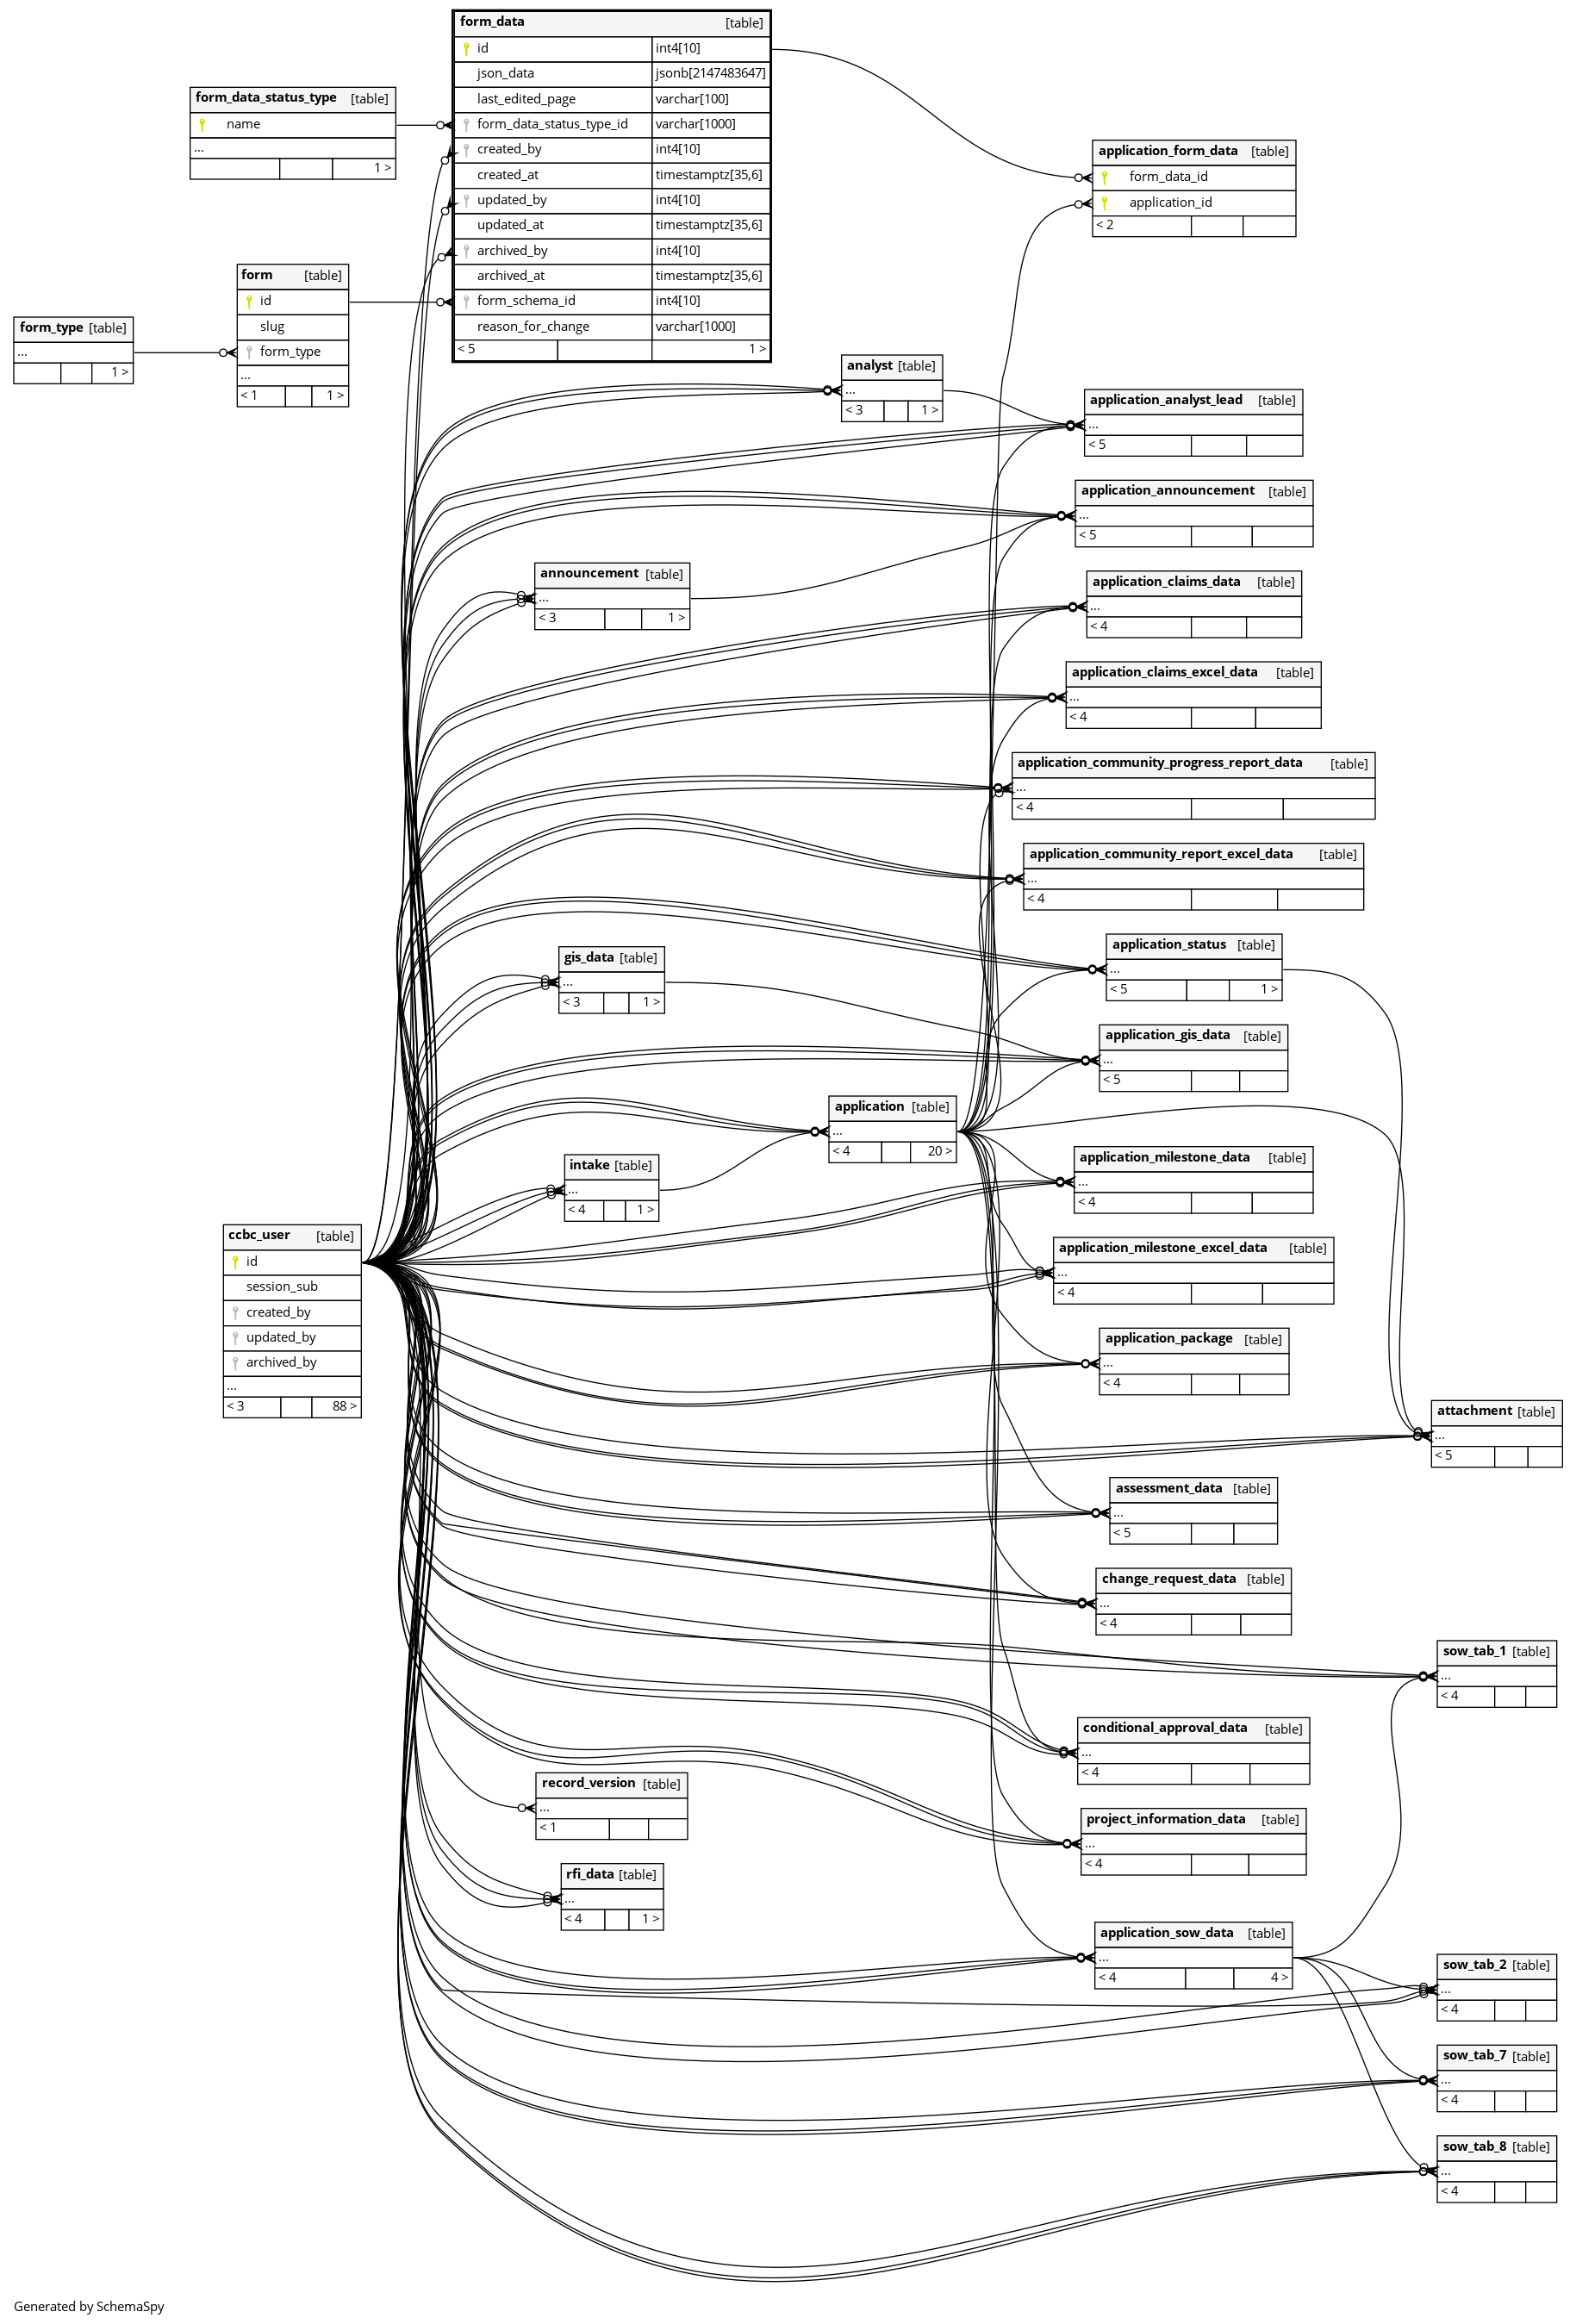 form_data [table]
id int4[10]
json_data jsonb[2147483647]
last_edited_page varchar[100]
form_data_status_type_id varchar[1000]
created_by int4[10]
created_at timestamptz[35,6]
updated_by int4[10]
updated_at timestamptz[35,6]
archived_by int4[10]
archived_at timestamptz[35,6]
form_schema_id int4[10]
reason_for_change varchar[1000]
< 5 1 >
form_data_status_type [table]
name
...
1 >
application_form_data [table]
form_data_id
application_id
< 2
form [table]
id
slug
form_type
...
< 1 1 >
form_type [table]
...
1 >
analyst [table]
...
< 3 1 >
application_analyst_lead [table]
...
< 5
application_announcement [table]
...
< 5
announcement [table]
...
< 3 1 >
application_claims_data [table]
...
< 4
application_claims_excel_data [table]
...
< 4
application_community_progress_report_data [table]
...
< 4
application_community_report_excel_data [table]
...
< 4
application_status [table]
...
< 5 1 >
gis_data [table]
...
< 3 1 >
application_gis_data [table]
...
< 5
application [table]
...
< 4 20 >
application_milestone_data [table]
...
< 4
intake [table]
...
< 4 1 >
ccbc_user [table]
id
session_sub
created_by
updated_by
archived_by
...
< 3 88 >
application_milestone_excel_data [table]
...
< 4
application_package [table]
...
< 4
attachment [table]
...
< 5
assessment_data [table]
...
< 5
change_request_data [table]
...
< 4
sow_tab_1 [table]
...
< 4
conditional_approval_data [table]
...
< 4
record_version [table]
...
< 1
project_information_data [table]
...
< 4
rfi_data [table]
...
< 4 1 >
application_sow_data [table]
...
< 4 4 >
sow_tab_2 [table]
...
< 4
sow_tab_7 [table]
...
< 4
sow_tab_8 [table]
...
< 4
Generated by SchemaSpy